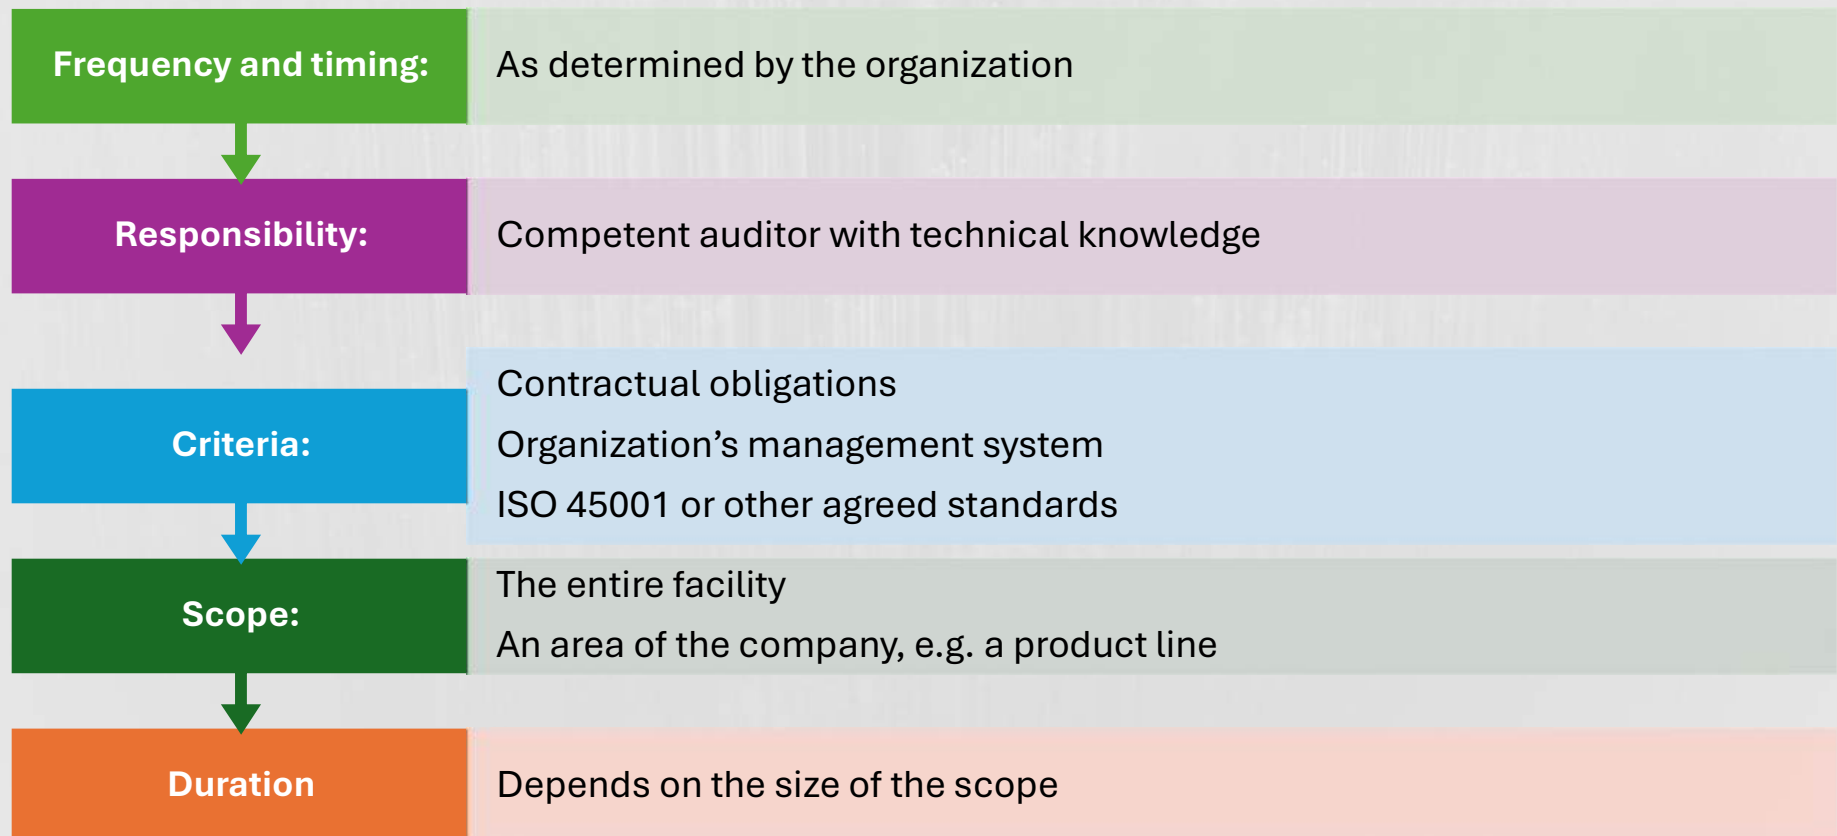 Frequency and timing:
As determined by the organization
Responsibility:
Competent auditor with technical knowledge
Criteria:
Contractual obligations
Organization’s management system
ISO 45001 or other agreed standards
Scope:
The entire facility
An area of the company, e.g. a product line
Duration
Depends on the size of the scope